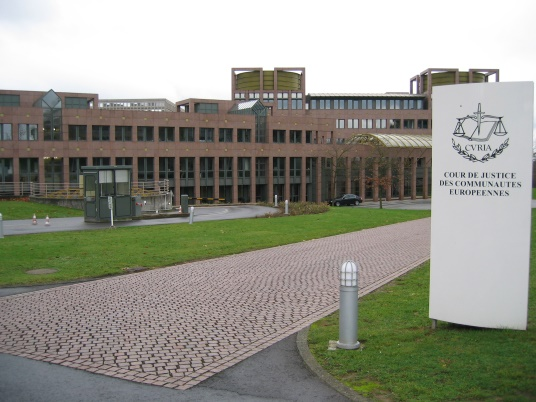 CVRIA
COUR DE JUSTICE
DES COMMUNAUTES
EUROPEENNES